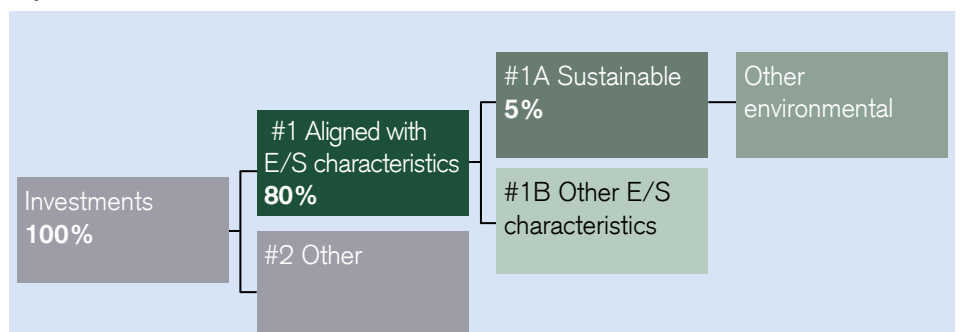 Investments
100%
#1 Aligned with
E/S characteristics
80%
#2 Other
#1A Sustainable
5%
#1B Other E/S
characteristics
Other
environmental